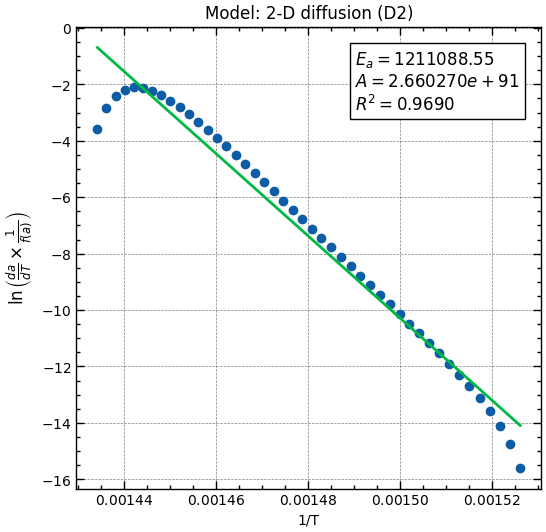 Model: 2-D diffusion (D2)
E_a = 1211088.55
A = 2.660270e + 91
R^2 = 0.9690
0
−2
−4
−6
−8
−10
−12
−14
−16
ln (da/dT × 1/f(a))
0.00144
0.00146
0.00148
0.00150
0.00152
1/T